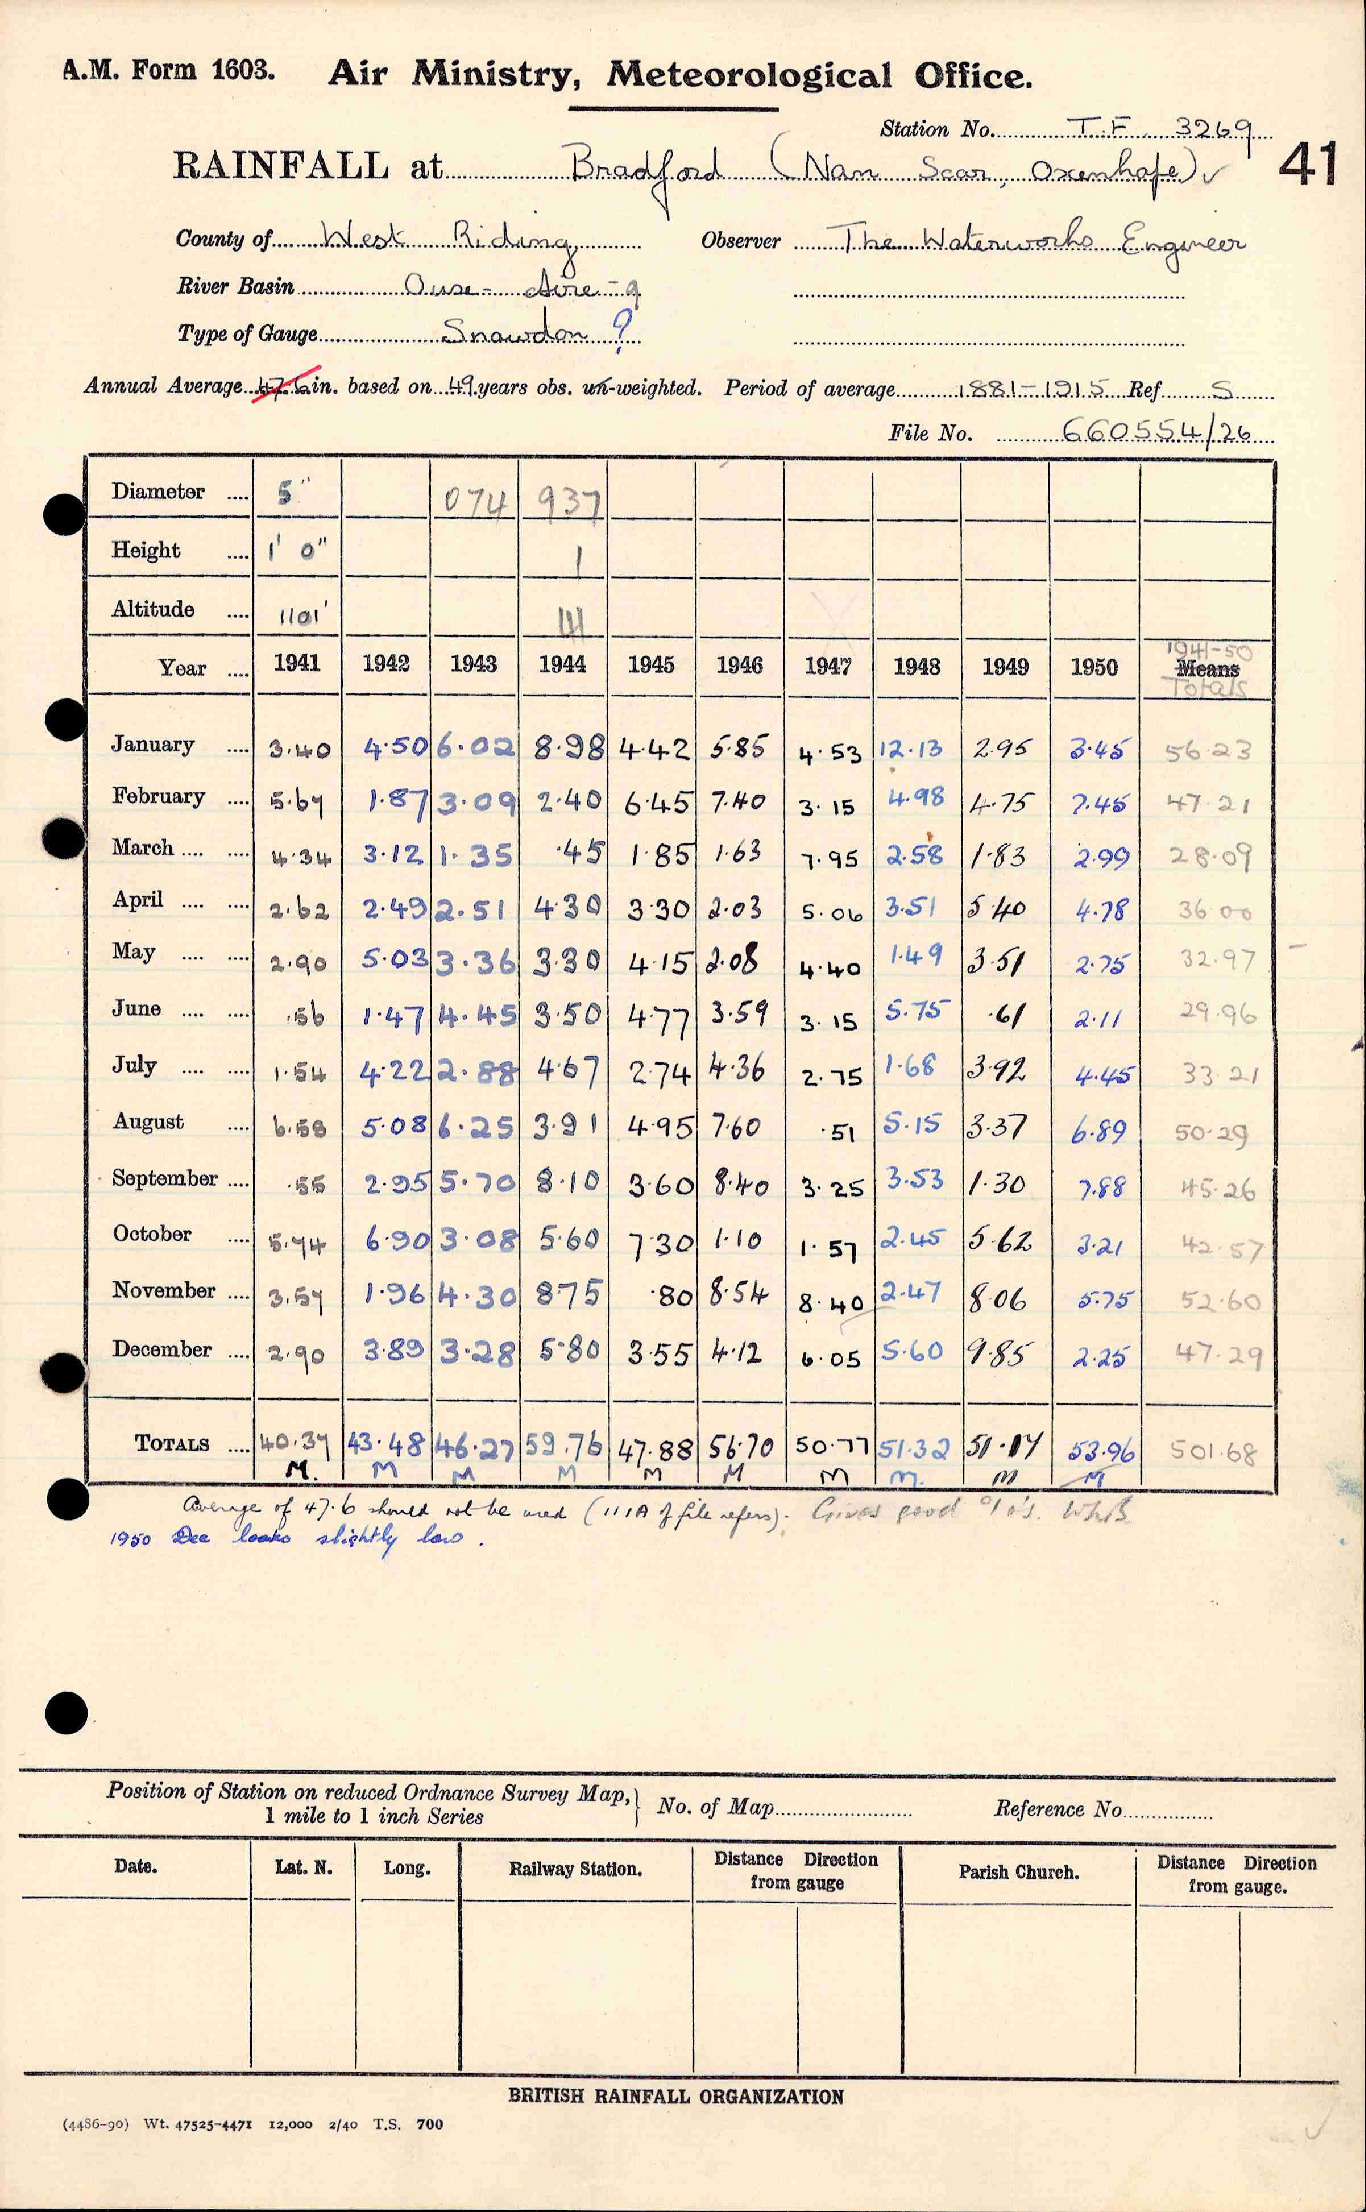 A.M. Form 1603. Air Ministry, Meteorological Office.
Station No. T.F. 3269
RAINFALL at Bradford (Nan Scar, Oxenhope) ✓ 41
County of West Riding Observer The Waterworks Engineer
River Basin Ouse - Aire - 9
Type of Gauge Snowdon ?
Annual Average 47.6 in. based on 49 years obs. un-weighted. Period of average 1881-1915 Ref S
File No. 660554/26
Diameter .... 5" 074 937
Height .... 1' 0" 1
Altitude .... 1101'
1941-50
Year .... 1941 1942 1943 1944 1945 1946 1947 1948 1949 1950 Means
Totals
January .... 3.40 4.50 6.02 8.98 4.42 5.85 4.53 12.13 2.95 3.45 56.23
February .... 5.67 1.87 3.09 2.40 6.45 7.40 3.15 4.98 4.75 7.45 47.21
March .... .... 4.34 3.12 1.35 .45 1.85 1.63 7.95 2.58 1.83 2.99 28.09
April .... .... 2.62 2.49 2.51 4.30 3.30 2.03 5.06 3.51 5.40 4.78 36.00
May .... .... 2.90 5.03 3.36 3.30 4.15 2.08 4.40 1.49 3.51 2.75 32.97
June .... .... .56 1.47 4.45 3.50 4.77 3.59 3.15 5.75 .61 2.11 29.96
July .... .... 1.54 4.22 2.88 4.67 2.74 4.36 2.75 1.68 3.92 4.45 33.21
August .... 6.58 5.08 6.25 3.91 4.95 7.60 .51 5.15 3.37 6.89 50.29
September .... .55 2.95 5.70 8.10 3.60 8.40 3.25 3.53 1.30 7.88 45.26
October .... 5.74 6.90 3.08 5.60 7.30 1.10 1.57 2.45 5.62 3.21 42.57
November .... 3.57 1.96 4.30 8.75 .80 8.54 8.40 2.47 8.06 5.75 52.60
December .... 2.90 3.89 3.28 5.80 3.55 4.12 6.05 5.60 9.85 2.25 47.29
TOTALS .... 40.37 43.48 46.27 59.76 47.88 56.70 50.77 51.32 51.17 53.96 501.68
M. M M M M M M M. M M
Average of 47.6 should not be used (111A of file refers). Gives good %'s.
1950 Dec looks slightly low.
Position of Station on reduced Ordnance Survey Map, } No. of Map Reference No.
1 mile to 1 inch Series
Date. Lat. N. Long. Railway Station. Distance Direction from gauge Parish Church. Distance Direction from gauge.
BRITISH RAINFALL ORGANIZATION
(4486-90) Wt. 47525-4471 12,000 2/40 T.S. 700